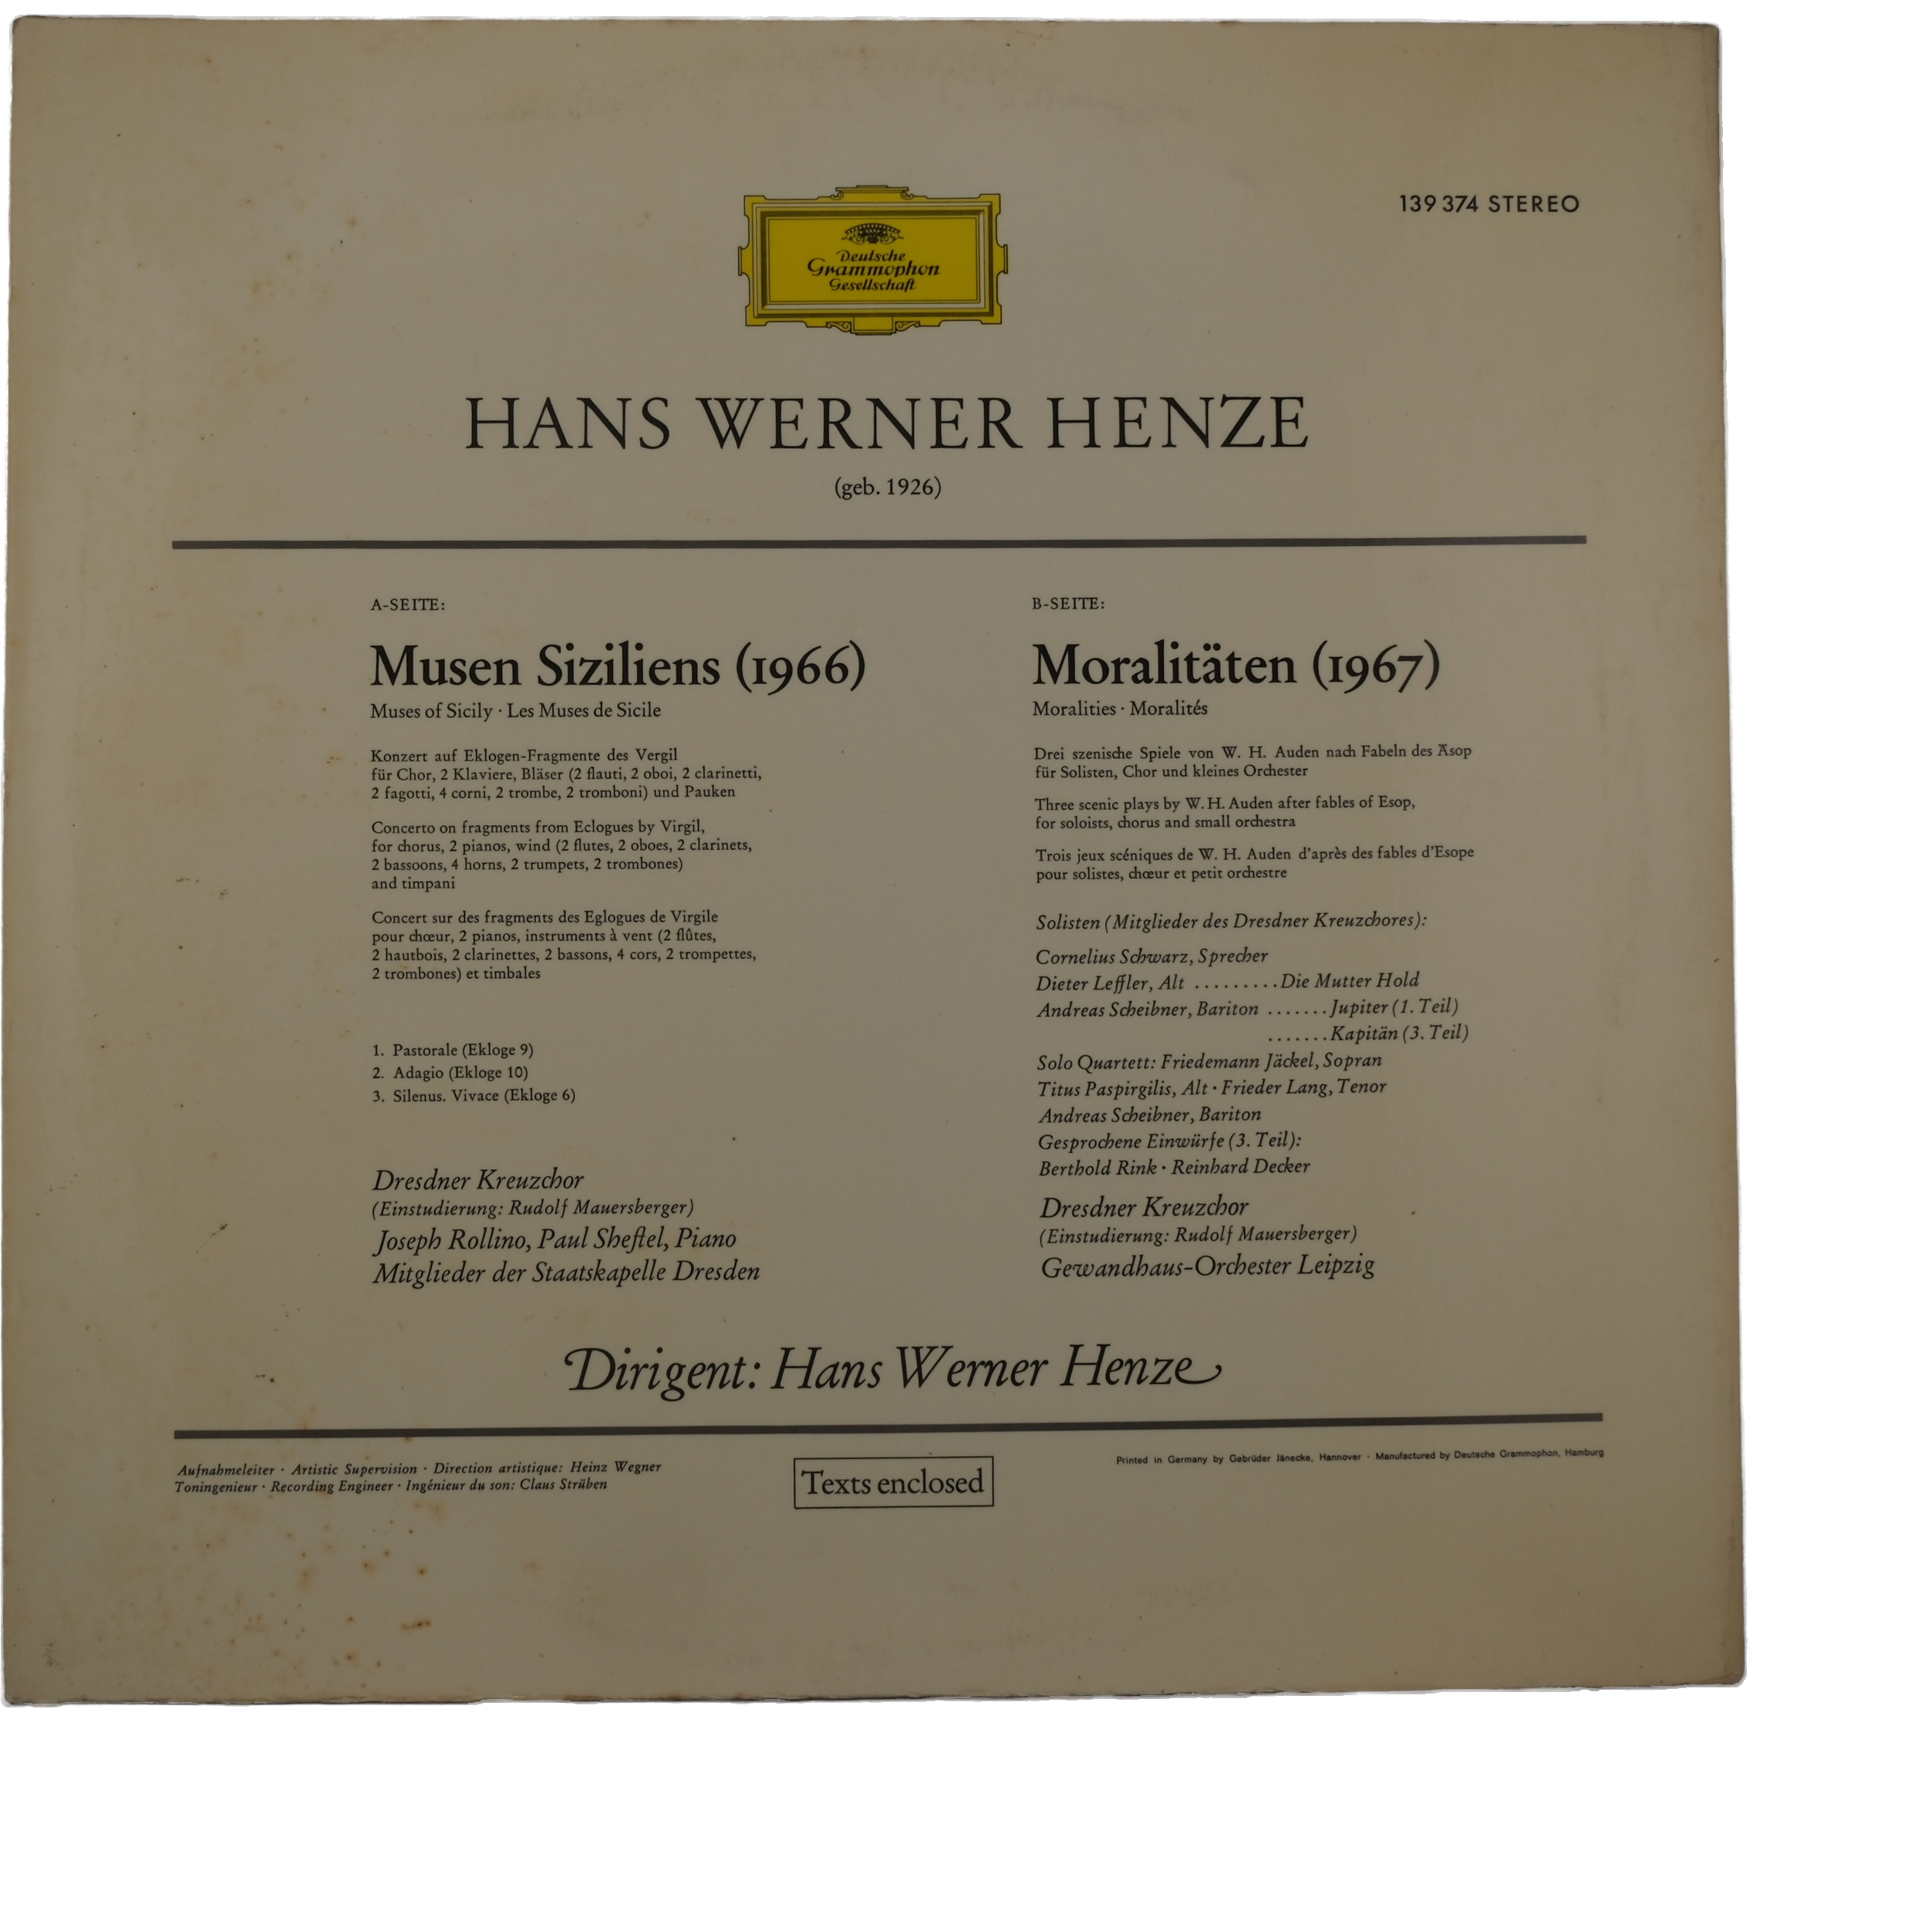 139 374 STEREO
Deutsche
Grammophon
Gesellschaft
HANS WERNER HENZE
(geb. 1926)
A-SEITE:
Musen Siziliens (1966)
Muses of Sicily · Les Muses de Sicile
Konzert auf Eklogen-Fragmente des Vergil
für Chor, 2 Klaviere, Bläser (2 flauti, 2 oboi, 2 clarinetti,
2 fagotti, 4 corni, 2 trombe, 2 tromboni) und Pauken
Concerto on fragments from Eclogues by Virgil,
for chorus, 2 pianos, wind (2 flutes, 2 oboes, 2 clarinets,
2 bassoons, 4 horns, 2 trumpets, 2 trombones)
and timpani
Concert sur des fragments des Eglogues de Virgile
pour chœur, 2 pianos, instruments à vent (2 flûtes,
2 hautbois, 2 clarinettes, 2 bassons, 4 cors, 2 trompettes,
2 trombones) et timbales
1. Pastorale (Ekloge 9)
2. Adagio (Ekloge 10)
3. Silenus. Vivace (Ekloge 6)
Dresdner Kreuzchor
(Einstudierung: Rudolf Mauersberger)
Joseph Rollino, Paul Sheftel, Piano
Mitglieder der Staatskapelle Dresden
B-SEITE:
Moralitäten (1967)
Moralities · Moralités
Drei szenische Spiele von W. H. Auden nach Fabeln des Äsop
für Solisten, Chor und kleines Orchester
Three scenic plays by W. H. Auden after fables of Esop,
for soloists, chorus and small orchestra
Trois jeux scéniques de W. H. Auden d'après des fables d'Esope
pour solistes, chœur et petit orchestre
Solisten (Mitglieder des Dresdner Kreuzchores):
Cornelius Schwarz, Sprecher
Dieter Leffler, Alt .........Die Mutter Hold
Andreas Scheibner, Bariton .......Jupiter (1. Teil)
.......Kapitän (3. Teil)
Solo Quartett: Friedemann Jäckel, Sopran
Titus Paspirgilis, Alt · Frieder Lang, Tenor
Andreas Scheibner, Bariton
Gesprochene Einwürfe (3. Teil):
Berthold Rink · Reinhard Decker
Dresdner Kreuzchor
(Einstudierung: Rudolf Mauersberger)
Gewandhaus-Orchester Leipzig
Dirigent: Hans Werner Henze
Aufnahmeleiter · Artistic Supervision · Direction artistique: Heinz Wegner
Toningenieur · Recording Engineer · Ingénieur du son: Claus Strüben
Texts enclosed
Printed in Germany by Gebrüder Jänecke, Hannover · Manufactured by Deutsche Grammophon, Hamburg